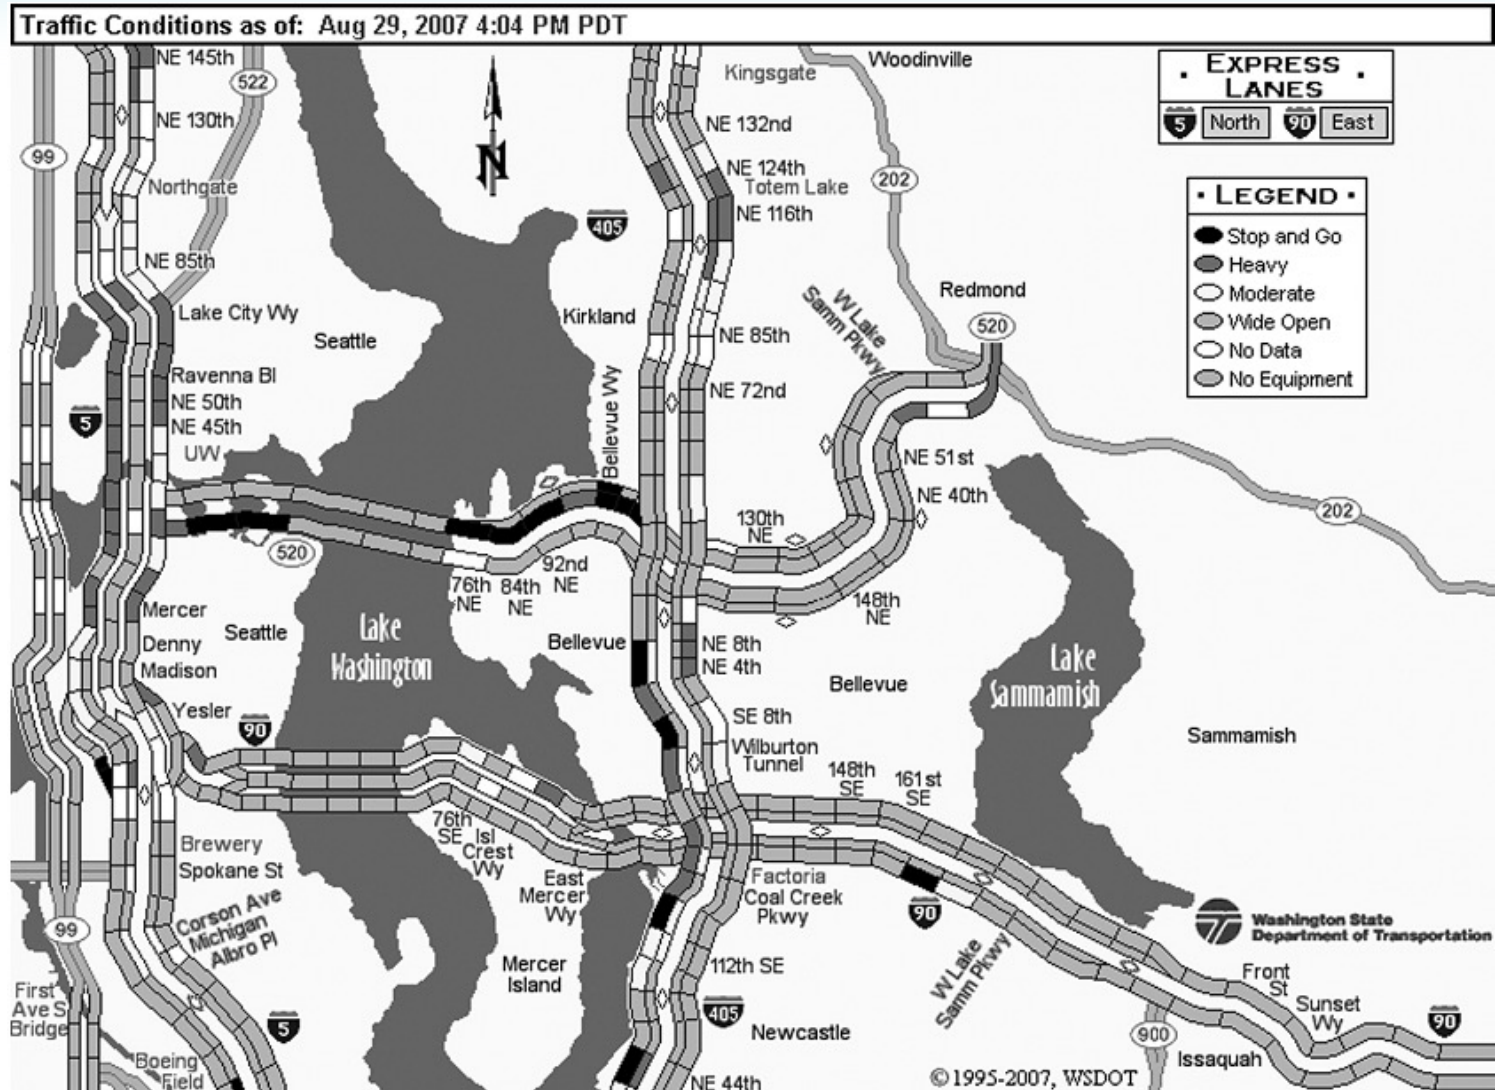 Traffic Conditions as of: Aug 29, 2007 4:04 PM PDT
NE 145th
522
NE 130th
99
Northgate
NE 85th
Lake City Wy
Seattle
Ravenna Bl
NE 50th
NE 45th
UW
5
N
405
Kirkland
Bellevue Wy
Kingsgate
Woodinville
NE 132nd
NE 124th
Totem Lake
NE 116th
202
NE 85th
NE 72nd
W Lake
Samm Pkwy
Redmond
520
EXPRESS
LANES
5 North 90 East
LEGEND
Stop and Go
Heavy
Moderate
Wide Open
No Data
No Equipment
NE 51st
NE 40th
202
130th
NE
148th
NE
520
76th
NE
84th
NE
92nd
NE
Mercer
Denny
Madison
Seattle
Yesler
90
Lake
Washington
Bellevue
NE 8th
NE 4th
Bellevue
SE 8th
Wilburton
Tunnel
148th
SE
161st
SE
Lake
Sammamish
Sammamish
76th
SE
Isl
Crest
Wy
East
Mercer
Wy
Factoria
Coal Creek
Pkwy
Brewery
Spokane St
Corson Ave
Michigan
Albro Pl
99
First
Ave S
Bridge
Boeing
Field
5
Mercer
Island
112th SE
405
Newcastle
NE 44th
90
W Lake
Samm Pkwy
Washington State
Department of Transportation
Front
St
Sunset
Wy
90
900
Issaquah
©1995-2007, WSDOT